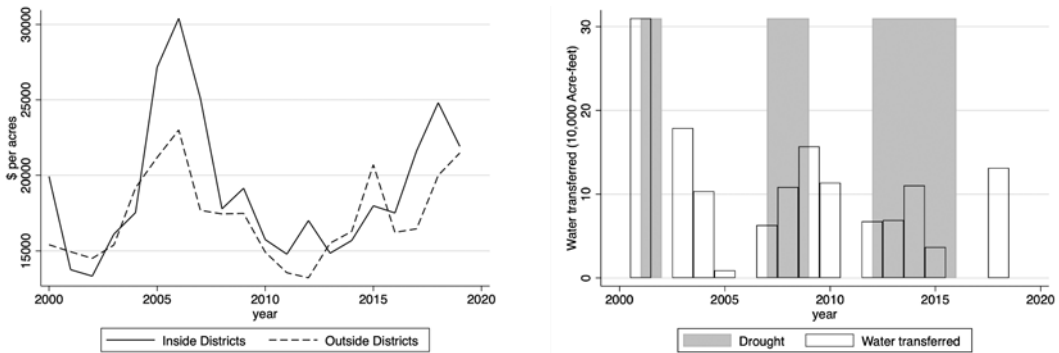 $ per acres
30000
25000
20000
15000
2000 2005 2010 2015 2020
year
Inside Districts Outside Districts
Water transferred (10,000 Acre-feet)
30
20
10
0
2000 2005 2010 2015 2020
year
Drought Water transferred